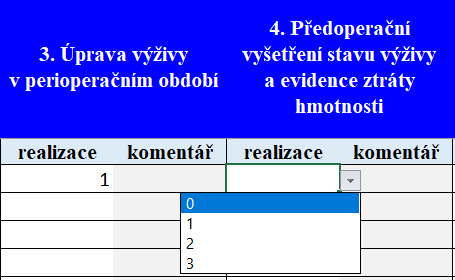 3. Úprava výživy
v perioperačním období
4. Předoperační
vyšetření stavu výživy
a evidence ztráty
hmotnosti
realizace
komentář
realizace
komentář
1
0
1
2
3